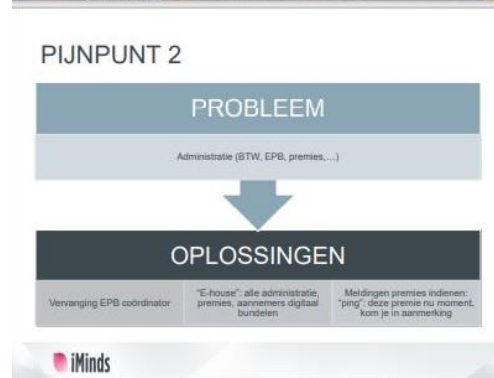 PIJNPUNT 2
PROBLEEM
Administratie (BTW, EPB, premies,…)
OPLOSSINGEN
Vervanging EPB coördinator
"E-house": alle administratie,
premies, aannemers digitaal
bundelen
Meldingen premies indienen:
"ping": deze premie nu moment,
kom je in aanmerking
iMinds